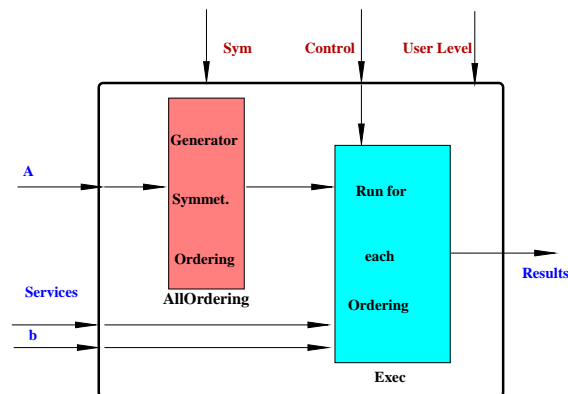 Sym
Control
User Level
Generator
A
Symmet.
Run for
Ordering
each
Results
Services
AllOrdering
Ordering
b
Exec